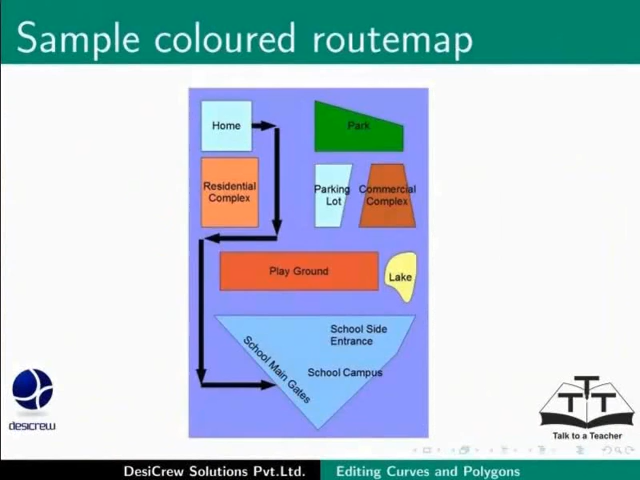 Sample coloured routemap
Home
Park
Residential
Complex
Parking
Lot
Commercial
Complex
Play Ground
Lake
School Side
Entrance
School Main Gates
School Campus
desicrew
TTT
Talk to a Teacher
DesiCrew Solutions Pvt.Ltd.
Editing Curves and Polygons